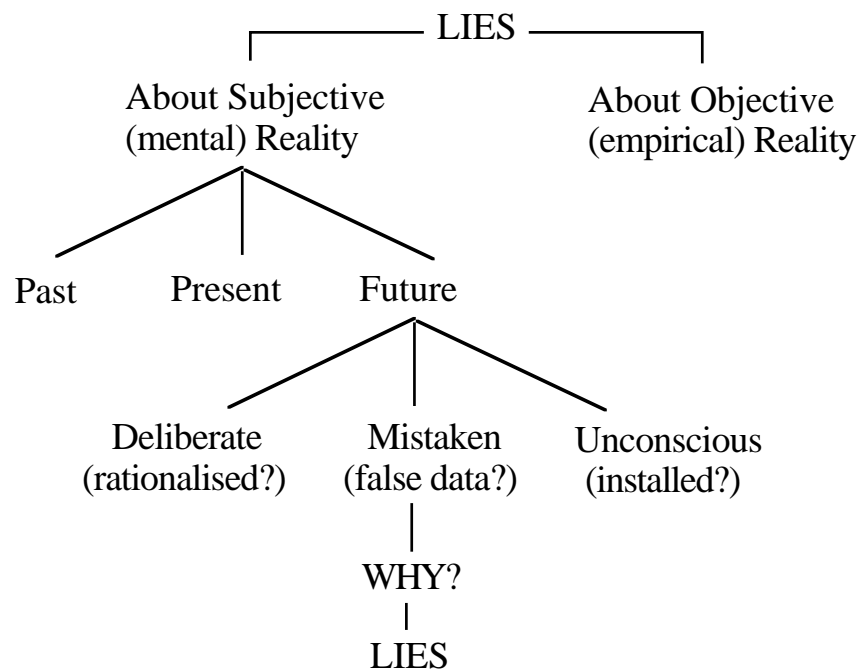 LIES
About Subjective
(mental) Reality
About Objective
(empirical) Reality
Past
Present
Future
Deliberate
(rationalised?)
Mistaken
(false data?)
Unconscious
(installed?)
WHY?
LIES